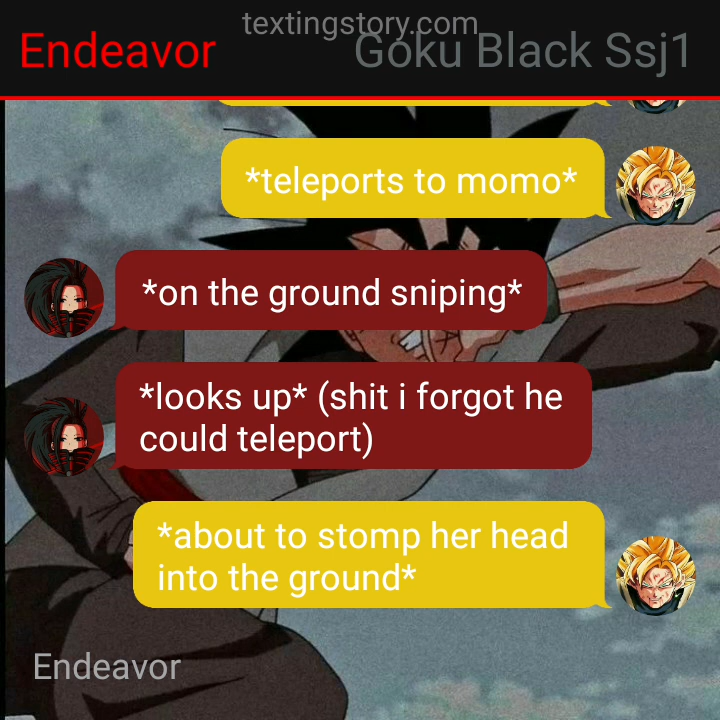 textingstory.com
Endeavor
Goku Black Ssj1
*teleports to momo*
*on the ground sniping*
*looks up* (shit i forgot he
could teleport)
*about to stomp her head
into the ground*
Endeavor